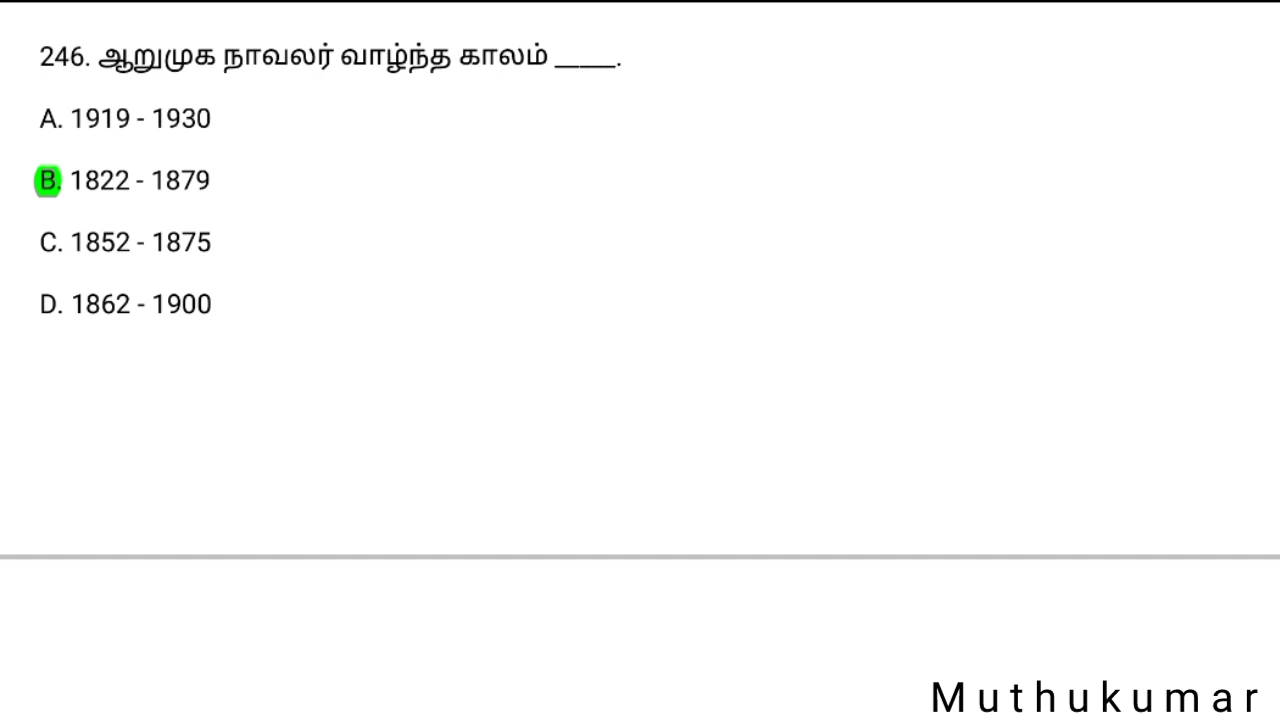 246. ஆறுமுக நாவலர் வாழ்ந்த காலம் _____.
A. 1919 - 1930
B. 1822 - 1879
C. 1852 - 1875
D. 1862 - 1900
Muthukumar